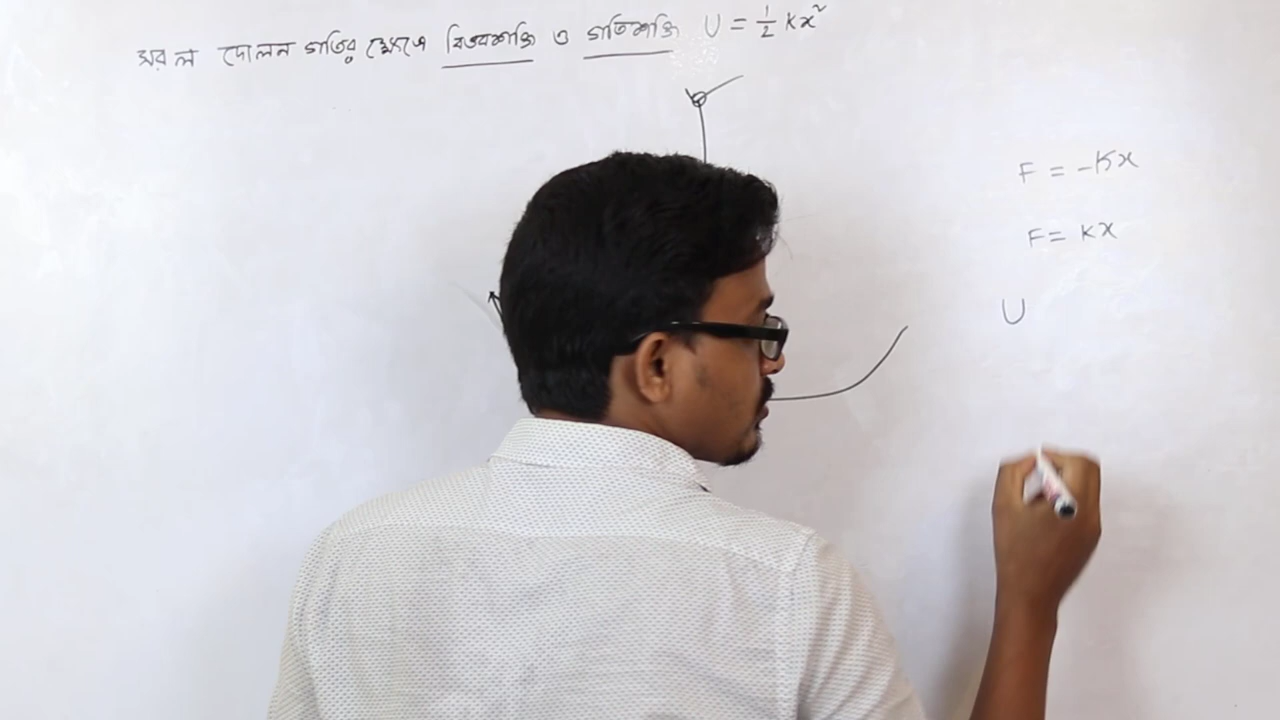 সরল দোলন গতির ক্ষেত্রে বিভবশক্তি ও গতিশক্তি U = ½ Kx²
F = -Kx
F = Kx
U